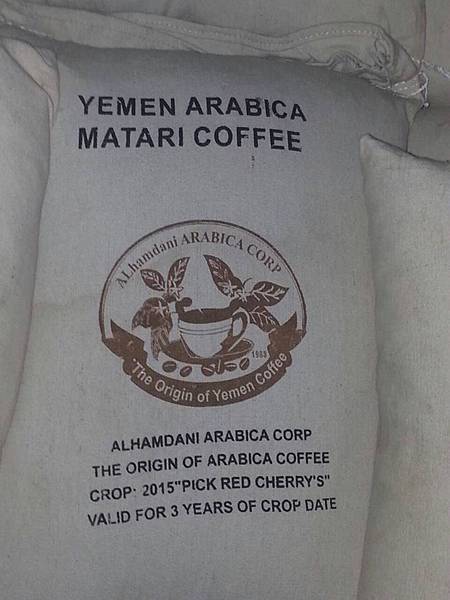 YEMEN ARABICA
MATARI COFFEE
ALhamdani ARABICA CORP
1983
"The Origin of Yemen Coffee
ALHAMDANI ARABICA CORP
THE ORIGIN OF ARABICA COFFEE
CROP: 2015"PICK RED CHERRY'S"
VALID FOR 3 YEARS OF CROP DATE